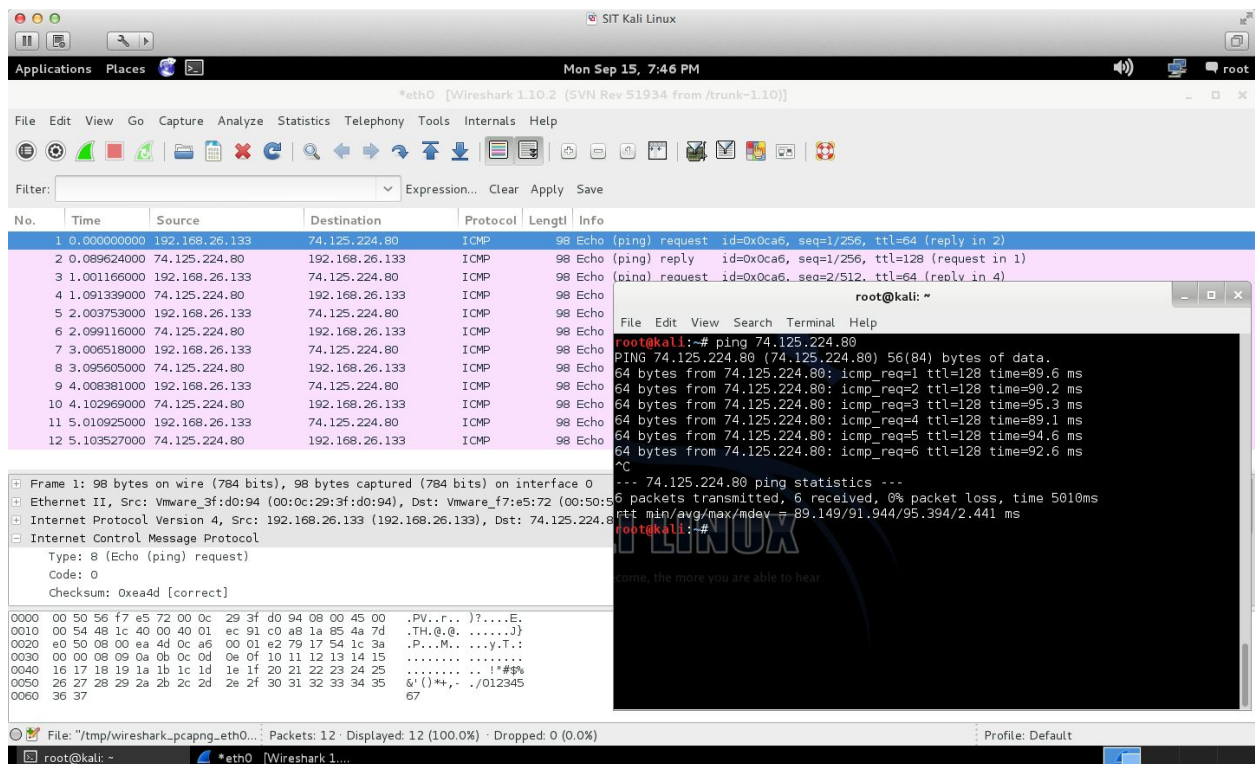 SIT Kali Linux
Applications Places Mon Sep 15, 7:46 PM root
*eth0 [Wireshark 1.10.2 (SVN Rev 51934 from /trunk-1.10)]
File Edit View Go Capture Analyze Statistics Telephony Tools Internals Help
Filter: Expression... Clear Apply Save
No. Time Source Destination Protocol Lengtl Info
1 0.000000000 192.168.26.133 74.125.224.80 ICMP 98 Echo (ping) request id=0x0ca6, seq=1/256, ttl=64 (reply in 2)
2 0.089624000 74.125.224.80 192.168.26.133 ICMP 98 Echo (ping) reply id=0x0ca6, seq=1/256, ttl=128 (request in 1)
3 1.001166000 192.168.26.133 74.125.224.80 ICMP 98 Echo (ping) request id=0x0ca6, seq=2/512, ttl=64 (reply in 4)
4 1.091339000 74.125.224.80 192.168.26.133 ICMP 98 Echo
5 2.003753000 192.168.26.133 74.125.224.80 ICMP 98 Echo
6 2.099116000 74.125.224.80 192.168.26.133 ICMP 98 Echo
7 3.006518000 192.168.26.133 74.125.224.80 ICMP 98 Echo
8 3.095605000 74.125.224.80 192.168.26.133 ICMP 98 Echo
9 4.008381000 192.168.26.133 74.125.224.80 ICMP 98 Echo
10 4.102969000 74.125.224.80 192.168.26.133 ICMP 98 Echo
11 5.010925000 192.168.26.133 74.125.224.80 ICMP 98 Echo
12 5.103527000 74.125.224.80 192.168.26.133 ICMP 98 Echo
root@kali: ~
File Edit View Search Terminal Help
root@kali:~# ping 74.125.224.80
PING 74.125.224.80 (74.125.224.80) 56(84) bytes of data.
64 bytes from 74.125.224.80: icmp_req=1 ttl=128 time=89.6 ms
64 bytes from 74.125.224.80: icmp_req=2 ttl=128 time=90.2 ms
64 bytes from 74.125.224.80: icmp_req=3 ttl=128 time=95.3 ms
64 bytes from 74.125.224.80: icmp_req=4 ttl=128 time=89.1 ms
64 bytes from 74.125.224.80: icmp_req=5 ttl=128 time=94.6 ms
64 bytes from 74.125.224.80: icmp_req=6 ttl=128 time=92.6 ms
^C
--- 74.125.224.80 ping statistics ---
6 packets transmitted, 6 received, 0% packet loss, time 5010ms
rtt min/avg/max/mdev = 89.149/91.944/95.394/2.441 ms
root@kali:~#
LINUX
come, the more you are able to hear
Frame 1: 98 bytes on wire (784 bits), 98 bytes captured (784 bits) on interface 0
Ethernet II, Src: Vmware_3f:d0:94 (00:0c:29:3f:d0:94), Dst: Vmware_f7:e5:72 (00:50:5
Internet Protocol Version 4, Src: 192.168.26.133 (192.168.26.133), Dst: 74.125.224.8
Internet Control Message Protocol
Type: 8 (Echo (ping) request)
Code: 0
Checksum: 0xea4d [correct]
0000 00 50 56 f7 e5 72 00 0c 29 3f d0 94 08 00 45 00 .PV..r.. )?....E.
0010 00 54 48 1c 40 00 40 01 ec 91 c0 a8 1a 85 4a 7d .TH.@.@. ......J}
0020 e0 50 08 00 ea 4d 0c a6 00 01 e2 79 17 54 1c 3a .P...M.. ...y.T.:
0030 00 00 08 09 0a 0b 0c 0d 0e 0f 10 11 12 13 14 15 ........ ........
0040 16 17 18 19 1a 1b 1c 1d 1e 1f 20 21 22 23 24 25 ........ .. !"#$%
0050 26 27 28 29 2a 2b 2c 2d 2e 2f 30 31 32 33 34 35 &'()*+,- ./012345
0060 36 37 67
File: "/tmp/wireshark_pcapng_eth0... Packets: 12 · Displayed: 12 (100.0%) · Dropped: 0 (0.0%) Profile: Default
root@kali: ~ *eth0 [Wireshark 1....